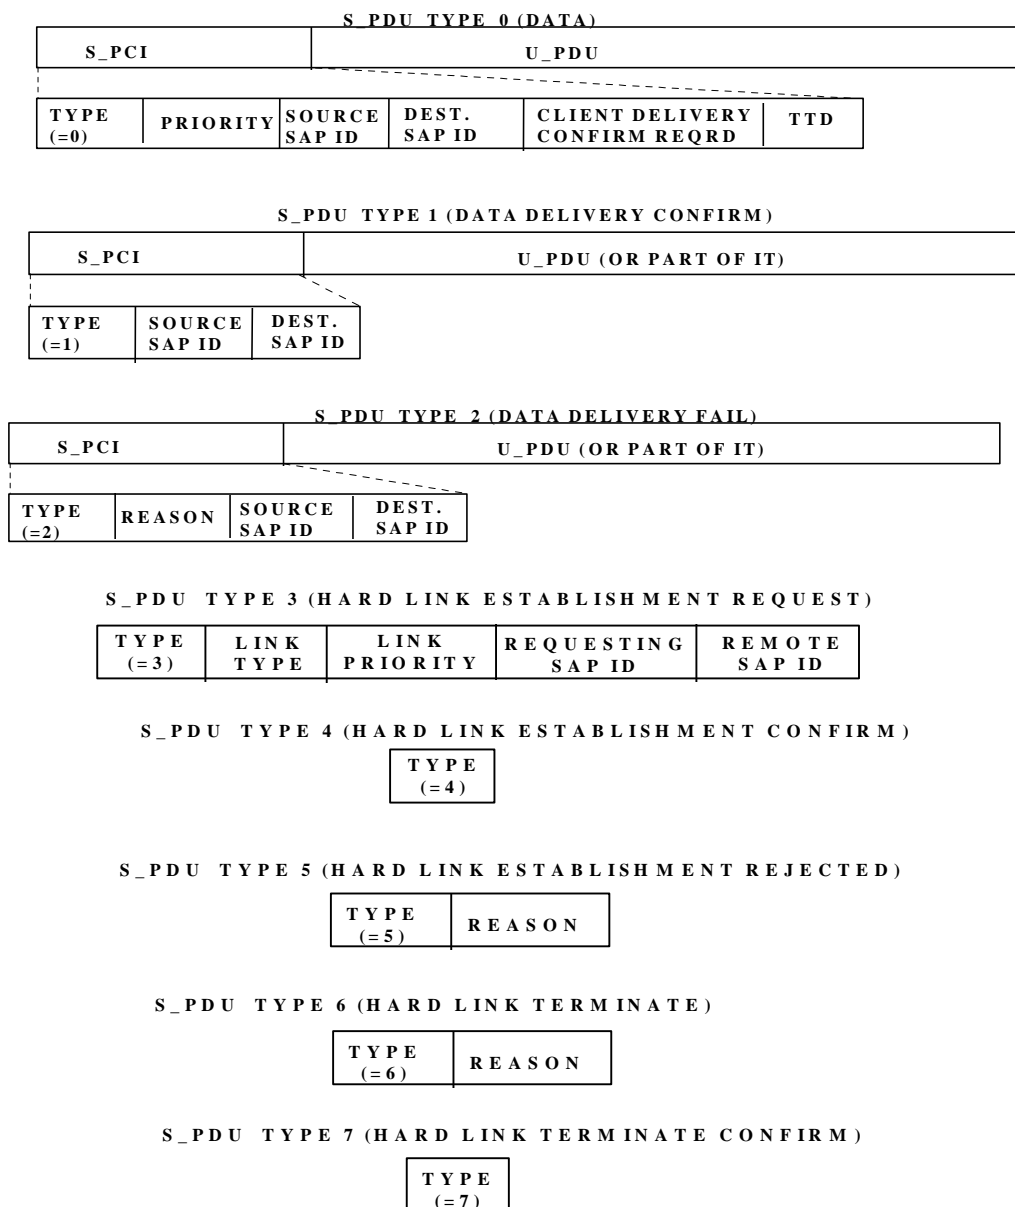 S_PDU TYPE 0 (DATA)
S_PCI U_PDU
TYPE PRIORITY SOURCE DEST. CLIENT DELIVERY TTD
(=0) SAP ID SAP ID CONFIRM REQRD
S_PDU TYPE 1 (DATA DELIVERY CONFIRM)
S_PCI U_PDU (OR PART OF IT)
TYPE SOURCE DEST.
(=1) SAP ID SAP ID
S_PDU TYPE 2 (DATA DELIVERY FAIL)
S_PCI U_PDU (OR PART OF IT)
TYPE REASON SOURCE DEST.
(=2) SAP ID SAP ID
S_PDU TYPE 3 (HARD LINK ESTABLISHMENT REQUEST)
TYPE LINK LINK REQUESTING REMOTE
(=3) TYPE PRIORITY SAP ID SAP ID
S_PDU TYPE 4 (HARD LINK ESTABLISHMENT CONFIRM)
TYPE
(=4)
S_PDU TYPE 5 (HARD LINK ESTABLISHMENT REJECTED)
TYPE REASON
(=5)
S_PDU TYPE 6 (HARD LINK TERMINATE)
TYPE REASON
(=6)
S_PDU TYPE 7 (HARD LINK TERMINATE CONFIRM)
TYPE
(=7)